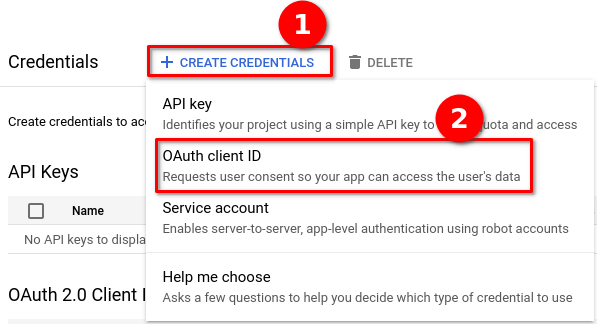 1
Credentials
CREATE CREDENTIALS
DELETE
API key
2
Create credentials to acc
Identifies your project using a simple API key to quota and access
OAuth client ID
Requests user consent so your app can access the user's data
API Keys
Service account
Name
Enables server-to-server, app-level authentication using robot accounts
No API keys to displa
Help me choose
OAuth 2.0 Client I
Asks a few questions to help you decide which type of credential to use